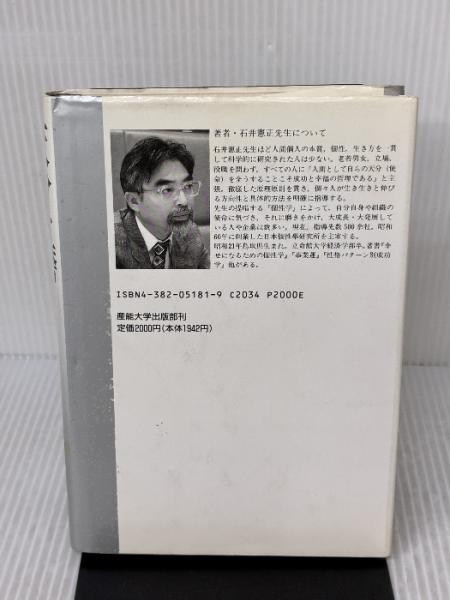 著者・石井憲正先生について
石井憲正先生ほど人間個人の本質，個性，生き方を一貫
して科学的に研究された人は少ない。老若男女，立場，
役職を問わず，すべての人に「人間として自らの天分（使
命）を全うすることこそ成功と幸福の哲理である」と主
張。徹底した原理原則を貫き，個々人が生き生きと伸び
る方向性と具体的方法を明確に指導する。
先生の提唱する「個性学」によって，自分自身や組織の
使命に気づき，それに磨きをかけ，大成長・大発展して
いる人や企業は数多い。現在，指導先数500余社。昭和
60年に創業した日本個性學研究所を主宰する。
昭和21年鳥取県生まれ。立命館大学経済学部卒。著書『幸
せになるための個性学』『事業運』『性格パターン別成功
学』他がある。
ISBN4-382-05181-9 C2034 P2000E
産能大学出版部刊
定価2000円(本体1942円)